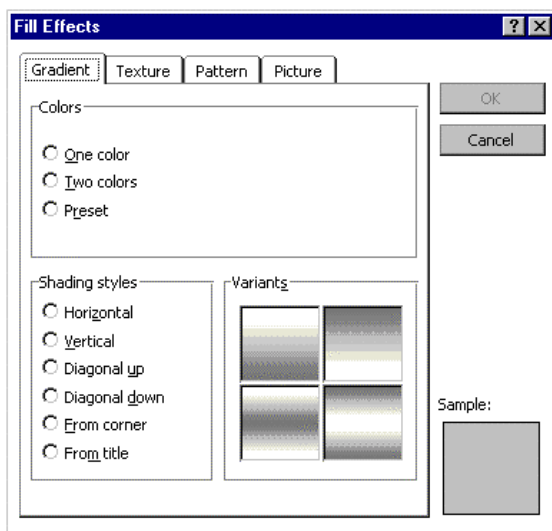 Fill Effects
Gradient Texture Pattern Picture
OK
Cancel
Colors
One color
Two colors
Preset
Shading styles
Horizontal
Vertical
Diagonal up
Diagonal down
From corner
From title
Variants
Sample: